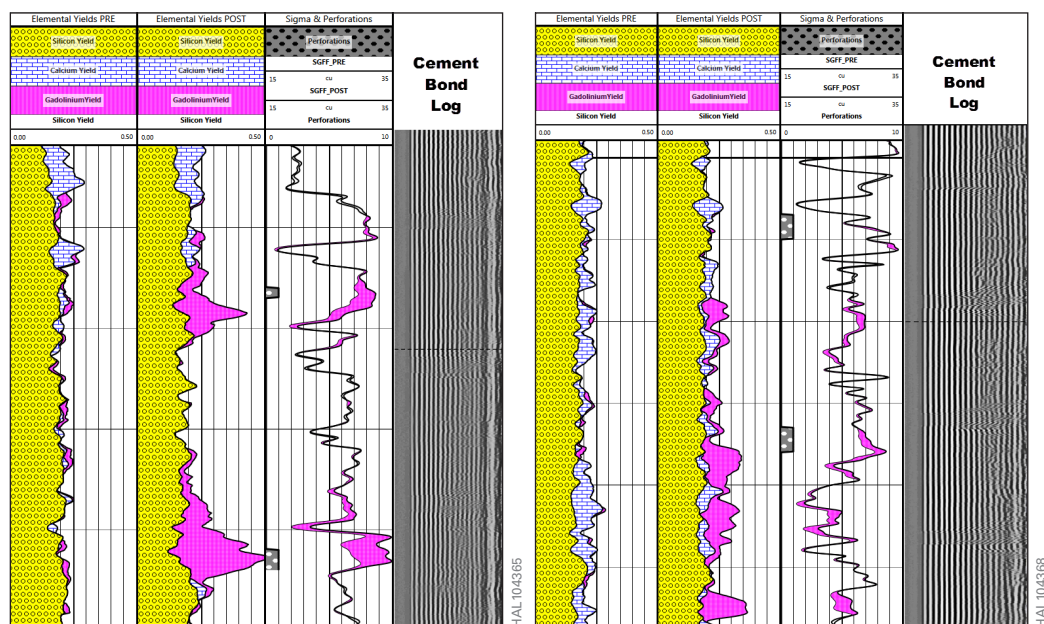 Elemental Yields PRE
Elemental Yields POST
Sigma & Perforations
Silicon Yield
Silicon Yield
Perforations
Calcium Yield
Calcium Yield
SGFF_PRE
15 cu 35
SGFF_POST
GadoliniumYield
GadoliniumYield
15 cu 35
Silicon Yield
Silicon Yield
Perforations
0.00 0.50
0.00 0.50
0 10
Cement
Bond
Log
HAL104365
Elemental Yields PRE
Elemental Yields POST
Sigma & Perforations
Silicon Yield
Silicon Yield
Perforations
Calcium Yield
Calcium Yield
SGFF_PRE
15 cu 35
SGFF_POST
GadoliniumYield
GadoliniumYield
15 cu 35
Silicon Yield
Silicon Yield
Perforations
0.00 0.50
0.00 0.50
0 10
Cement
Bond
Log
HAL104368